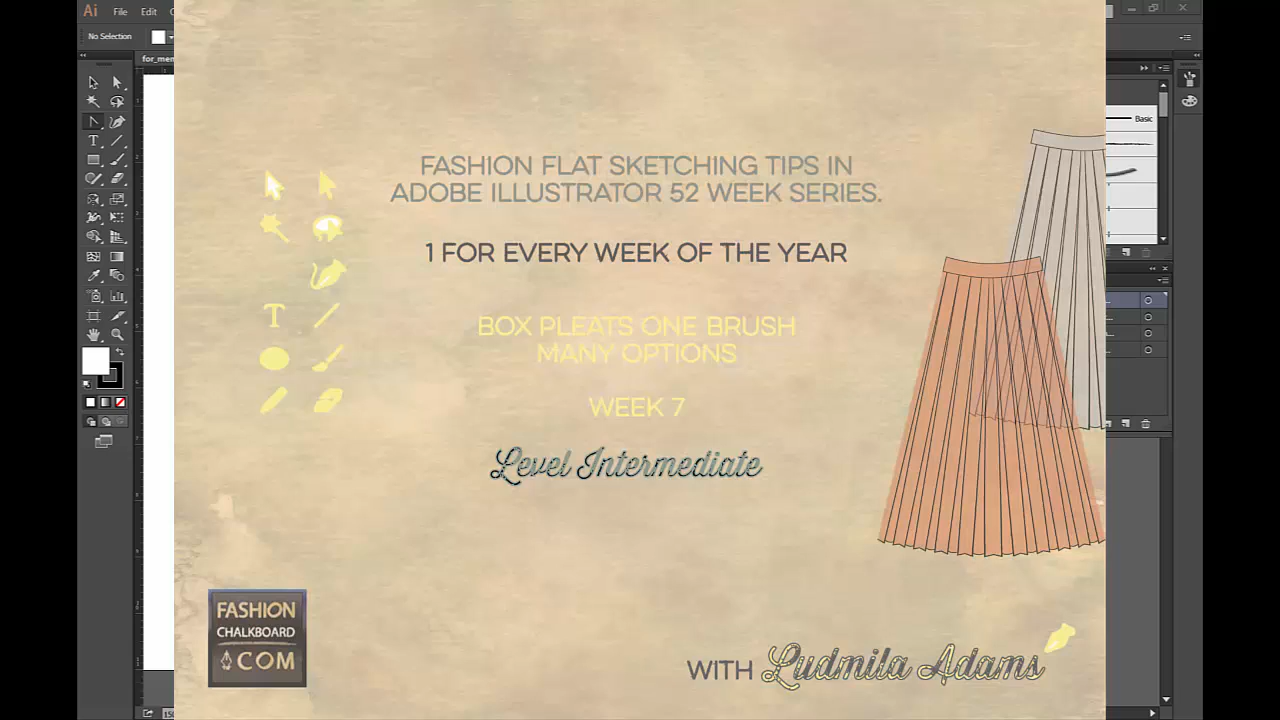 Ai File Edit
No Selection
for_mem
Basic
FASHION FLAT SKETCHING TIPS IN
ADOBE ILLUSTRATOR 52 WEEK SERIES.
1 FOR EVERY WEEK OF THE YEAR
T
BOX PLEATS ONE BRUSH
MANY OPTIONS
WEEK 7
Level Intermediate
FASHION
CHALKBOARD
COM
WITH Ludmila Adams